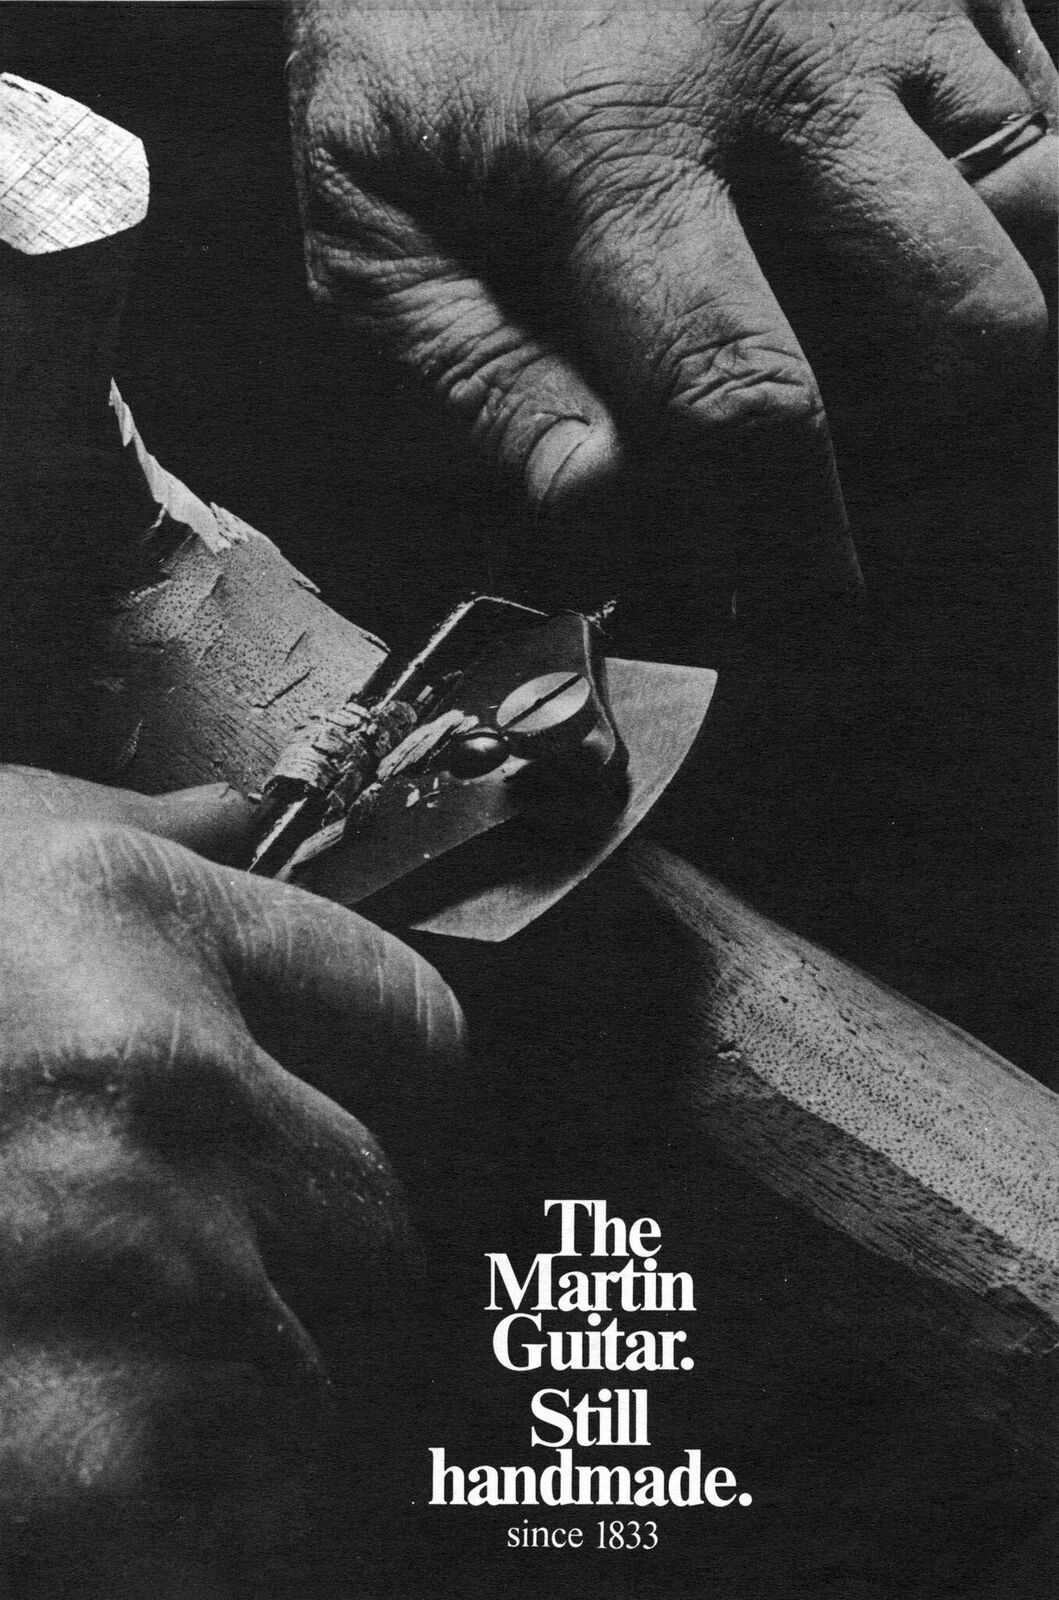 The
Martin
Guitar.
Still
handmade.
since 1833